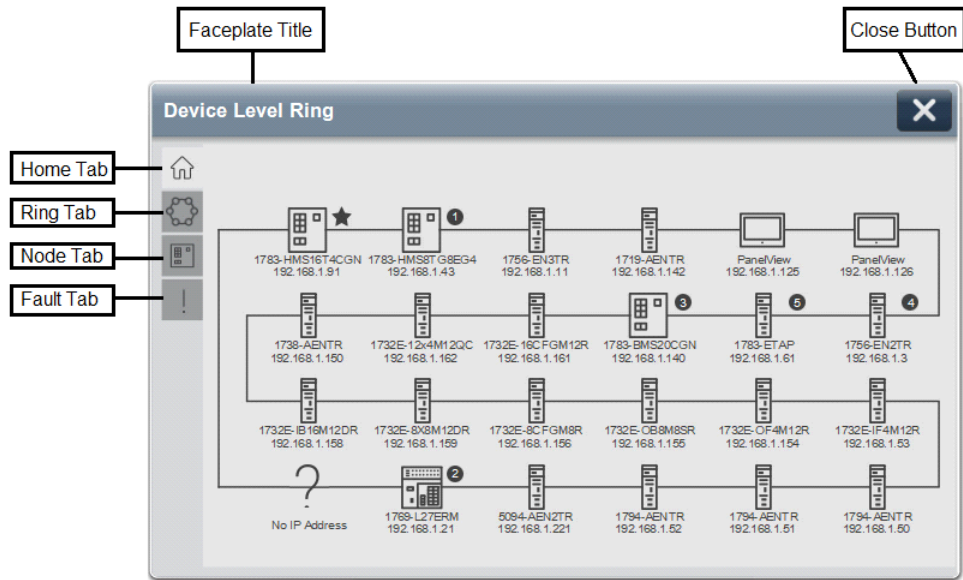 Faceplate Title
Close Button
Device Level Ring
Home Tab
Ring Tab
Node Tab
Fault Tab
1
1783-HMS16T4CGN 1783-HMS8TG8EG4 1756-EN3TR 1719-AENTR PanelView PanelView
192.168.1.91 192.168.1.43 192.168.1.11 192.168.1.142 192.168.1.125 192.168.1.126
3 5 4
1738-AENTR 1732E-12x4M12QC 1732E-16CFGM12R 1783-BMS20CGN 1783-ETAP 1756-EN2TR
192.168.1.150 192.168.1.162 192.168.1.161 192.168.1.140 192.168.1.61 192.168.1.3
1732E-IB16M12DR 1732E-8X8M12DR 1732E-8CFGM8R 1732E-OB8M8SR 1732E-OF4M12R 1732E-IF4M12R
192.168.1.158 192.168.1.159 192.168.1.156 192.168.1.155 192.168.1.154 192.168.1.53
? 2
No IP Address 1769-L27ERM 5094-AEN2TR 1794-AENTR 1794-AENTR 1794-AENTR
192.168.1.21 192.168.1.221 192.168.1.52 192.168.1.51 192.168.1.50